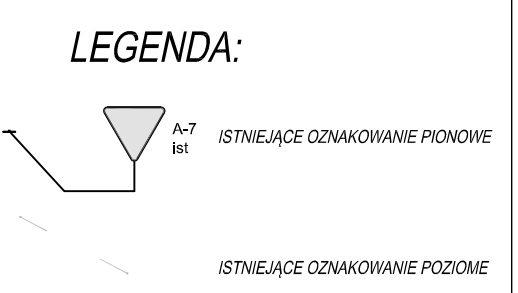 LEGENDA:
A-7
ist
ISTNIEJĄCE OZNAKOWANIE PIONOWE
ISTNIEJĄCE OZNAKOWANIE POZIOME